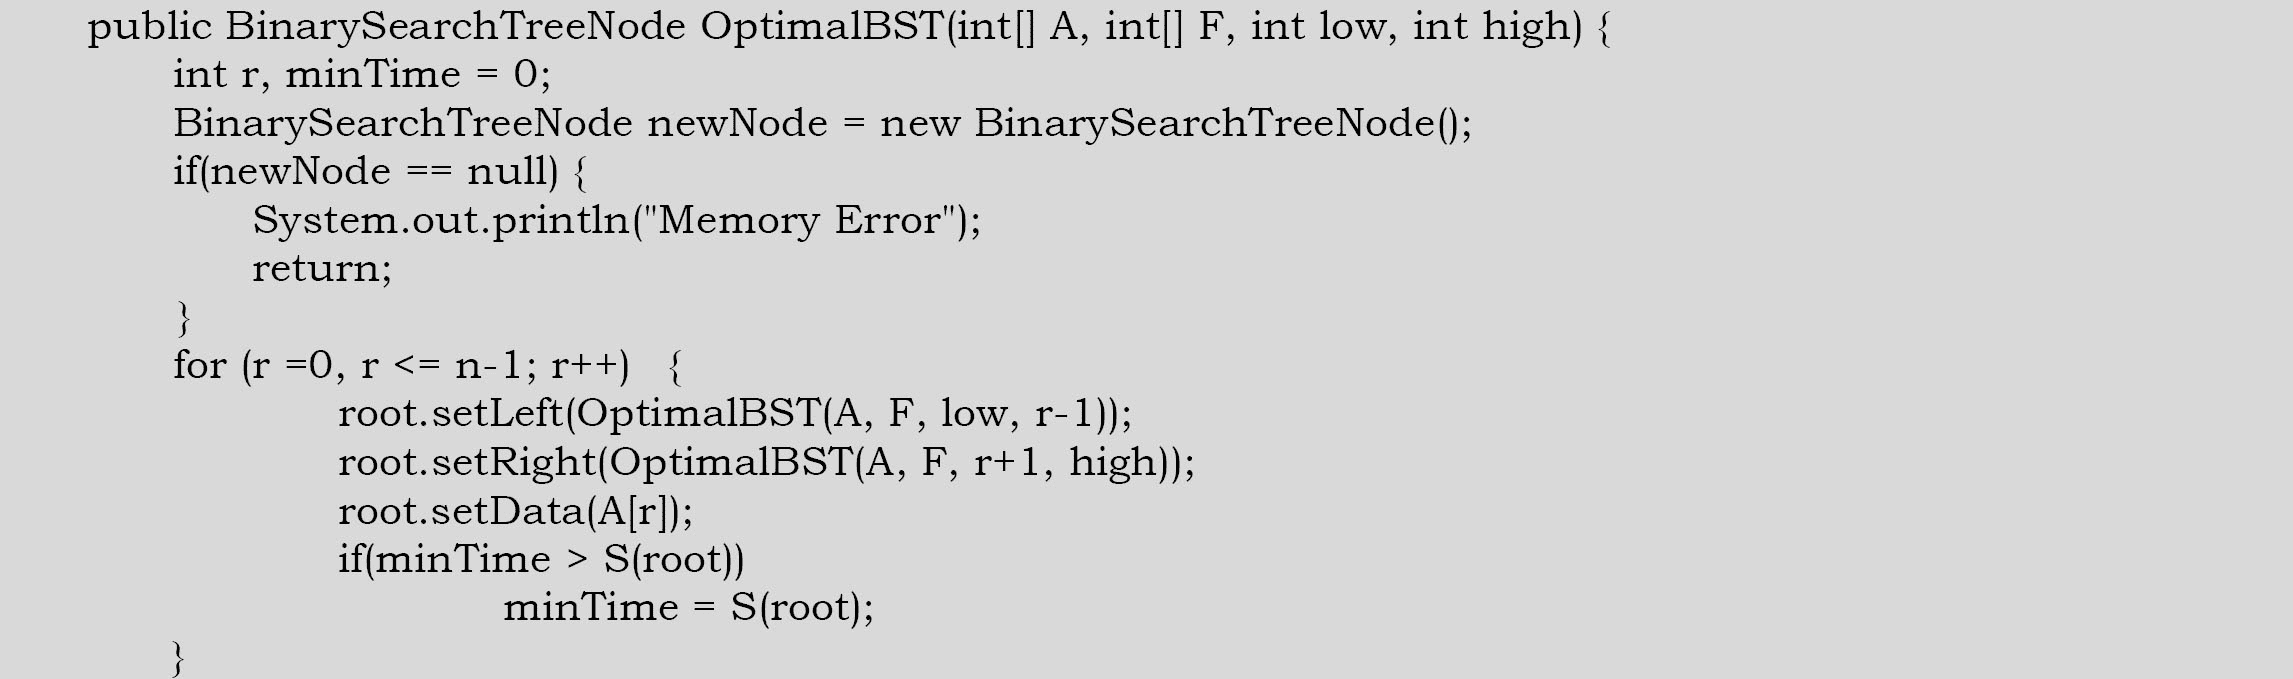 public BinarySearchTreeNode OptimalBST(int[] A, int[] F, int low, int high) {
int r, minTime = 0;
BinarySearchTreeNode newNode = new BinarySearchTreeNode();
if(newNode == null) {
System.out.println("Memory Error");
return;
}
for (r =0, r <= n-1; r++) {
root.setLeft(OptimalBST(A, F, low, r-1));
root.setRight(OptimalBST(A, F, r+1, high));
root.setData(A[r]);
if(minTime > S(root))
minTime = S(root);
}